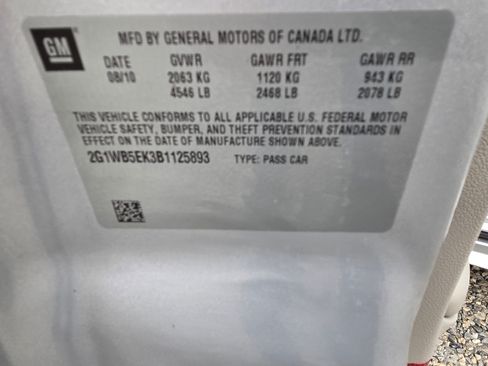 GM
MFD BY GENERAL MOTORS OF CANADA LTD.
DATE GVWR GAWR FRT GAWR RR
08/10 2063 KG 1120 KG 943 KG
4546 LB 2468 LB 2078 LB
THIS VEHICLE CONFORMS TO ALL APPLICABLE U.S. FEDERAL MOTOR
VEHICLE SAFETY, BUMPER, AND THEFT PREVENTION STANDARDS IN
EFFECT ON THE DATE OF MANUFACTURE SHOWN ABOVE.
2G1WB5EK3B1125893 TYPE: PASS CAR